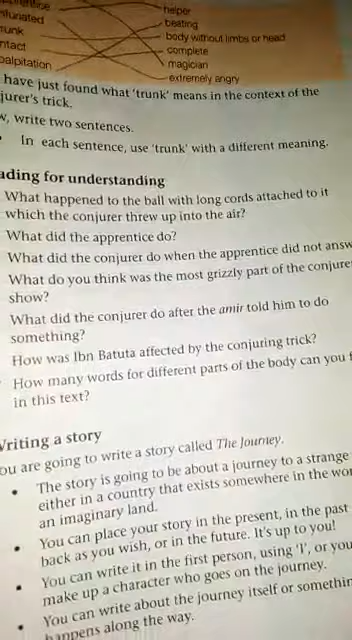 helper
beating
body without limbs or head
complete
magician
extremely angry
have just found what 'trunk' means in the context of the
trick.
write two sentences.
In each sentence, use 'trunk' with a different meaning.
for understanding
What happened to the ball with long cords attached to it
which the conjurer threw up into the air?
What did the apprentice do?
What did the conjurer do when the apprentice did not
What do you think was the most grizzly part of the
show?
What did the conjurer do after the amir told him to do
something?
How was Ibn Batuta affected by the conjuring trick?
How many words for different parts of the body can you
in this text?
Writing a story
ou are going to write a story called The Journey.
• The story is going to be about a journey to a strange
either in a country that exists somewhere in the
an imaginary land.
• You can place your story in the present, in the past
back as you wish, or in the future. It's up to you!
• You can write it in the first person, using 'I', or
make up a character who goes on the journey.
• You can write about the journey itself or
happens along the way.